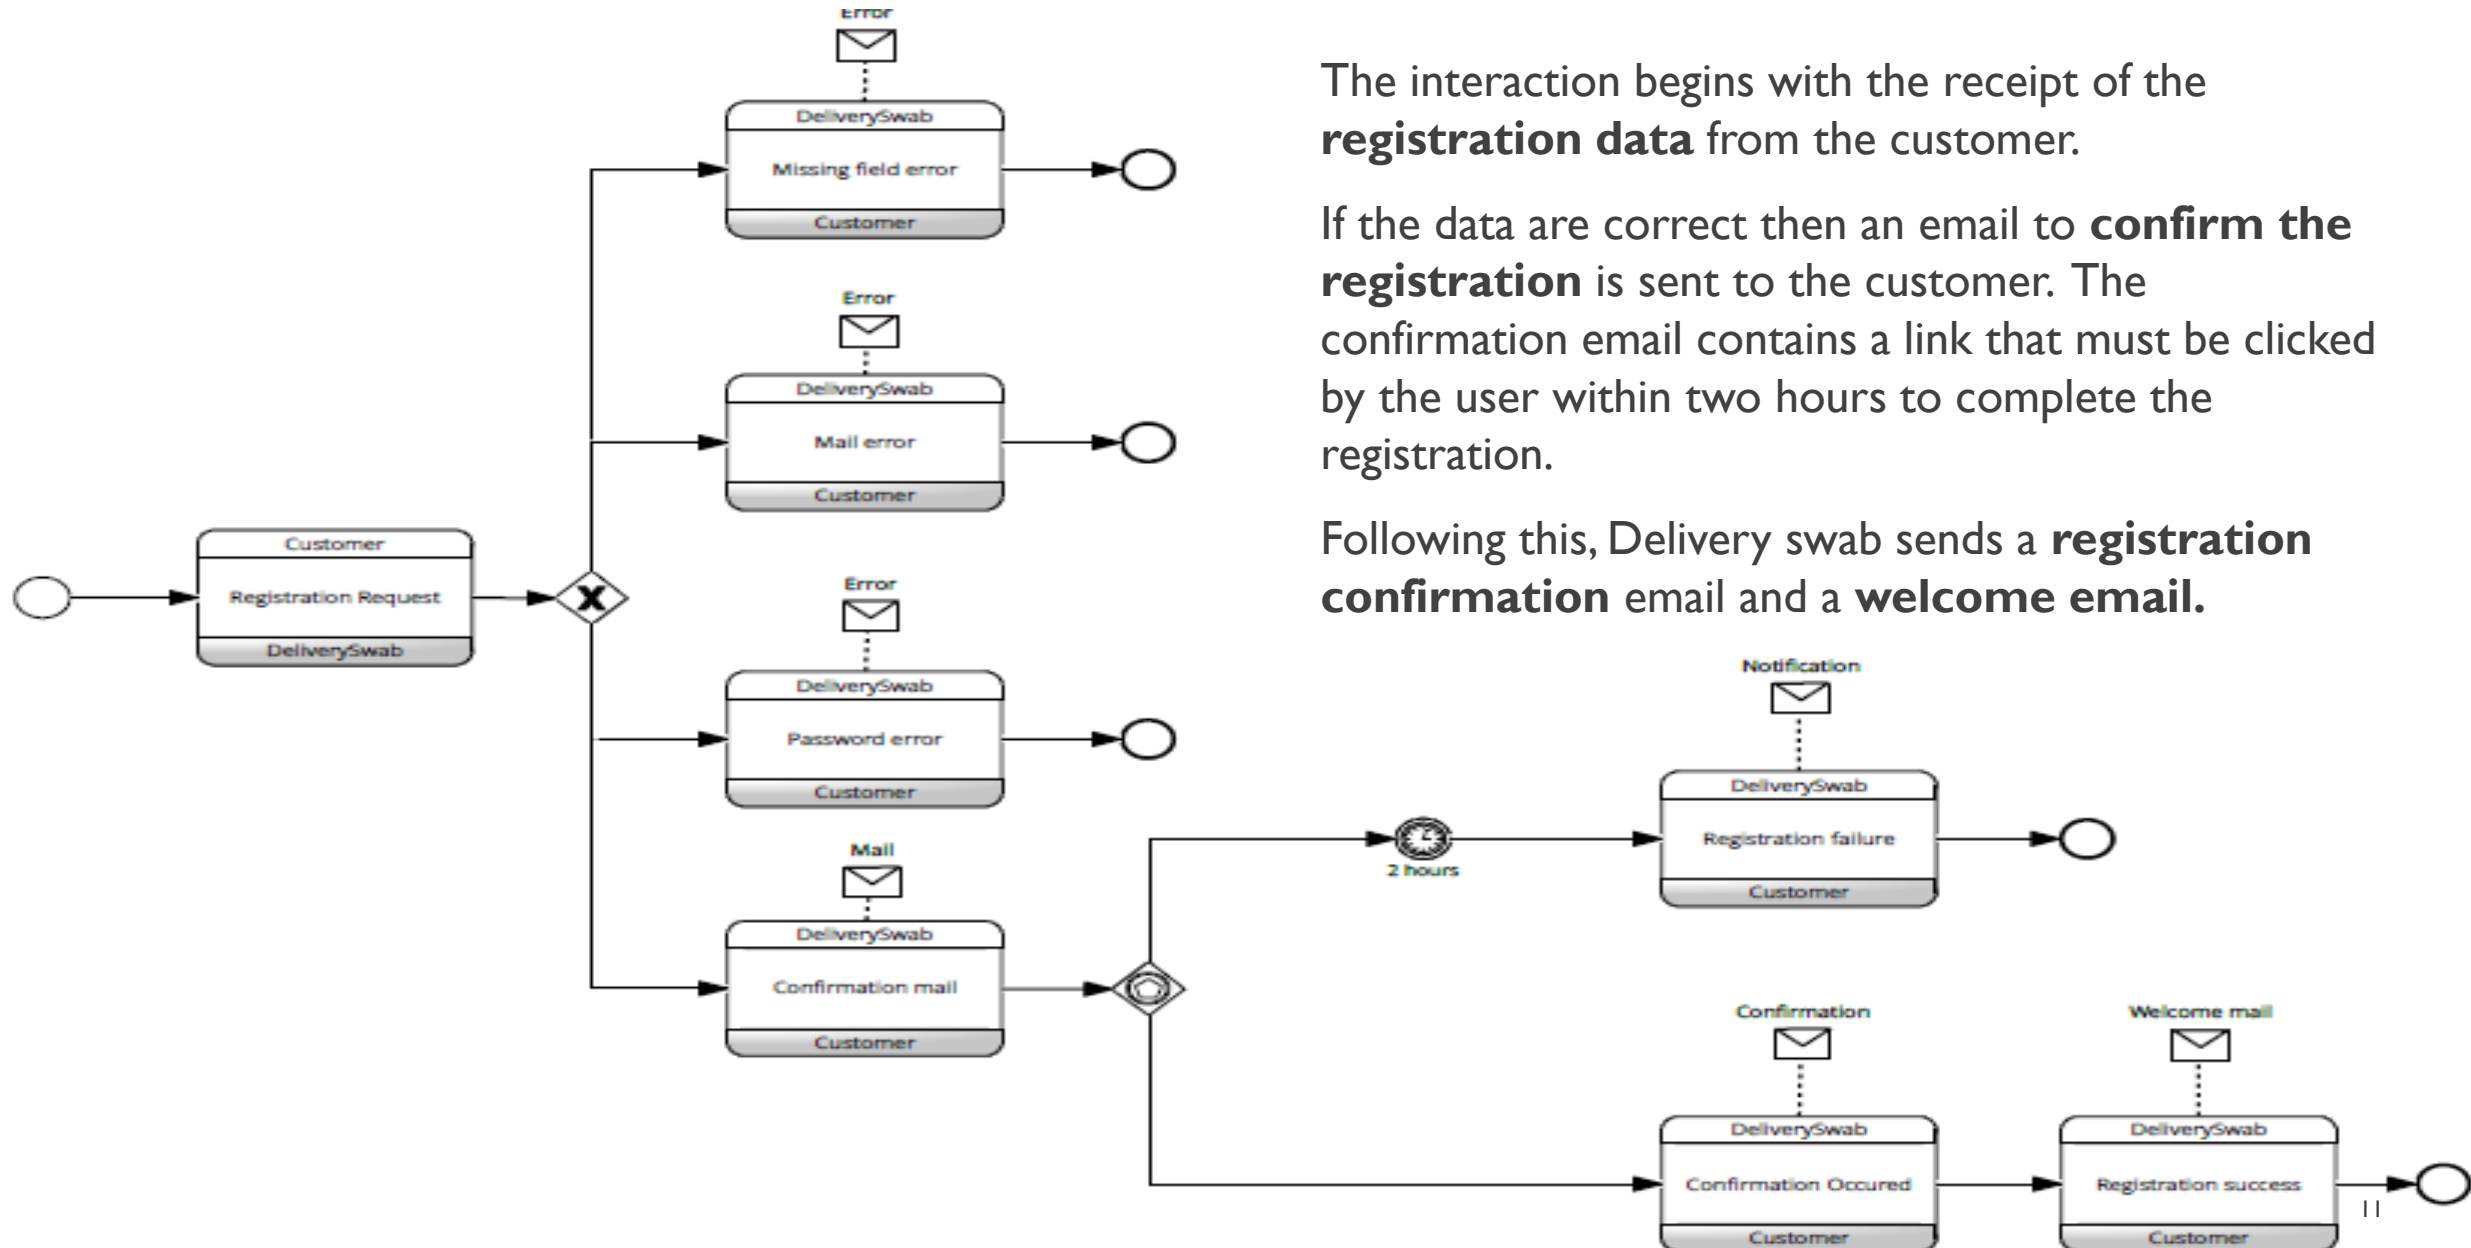 Error
DeliverySwab
Missing field error
Customer
The interaction begins with the receipt of the
registration data from the customer.
If the data are correct then an email to confirm the
registration is sent to the customer. The
confirmation email contains a link that must be clicked
by the user within two hours to complete the
registration.
Following this, Delivery swab sends a registration
confirmation email and a welcome email.
Error
DeliverySwab
Mail error
Customer
Customer
Registration Request
DeliverySwab
X
Error
DeliverySwab
Password error
Customer
Mail
DeliverySwab
Confirmation mail
Customer
2 hours
Notification
DeliverySwab
Registration failure
Customer
Confirmation
DeliverySwab
Confirmation Occured
Customer
Welcome mail
DeliverySwab
Registration success
Customer
11